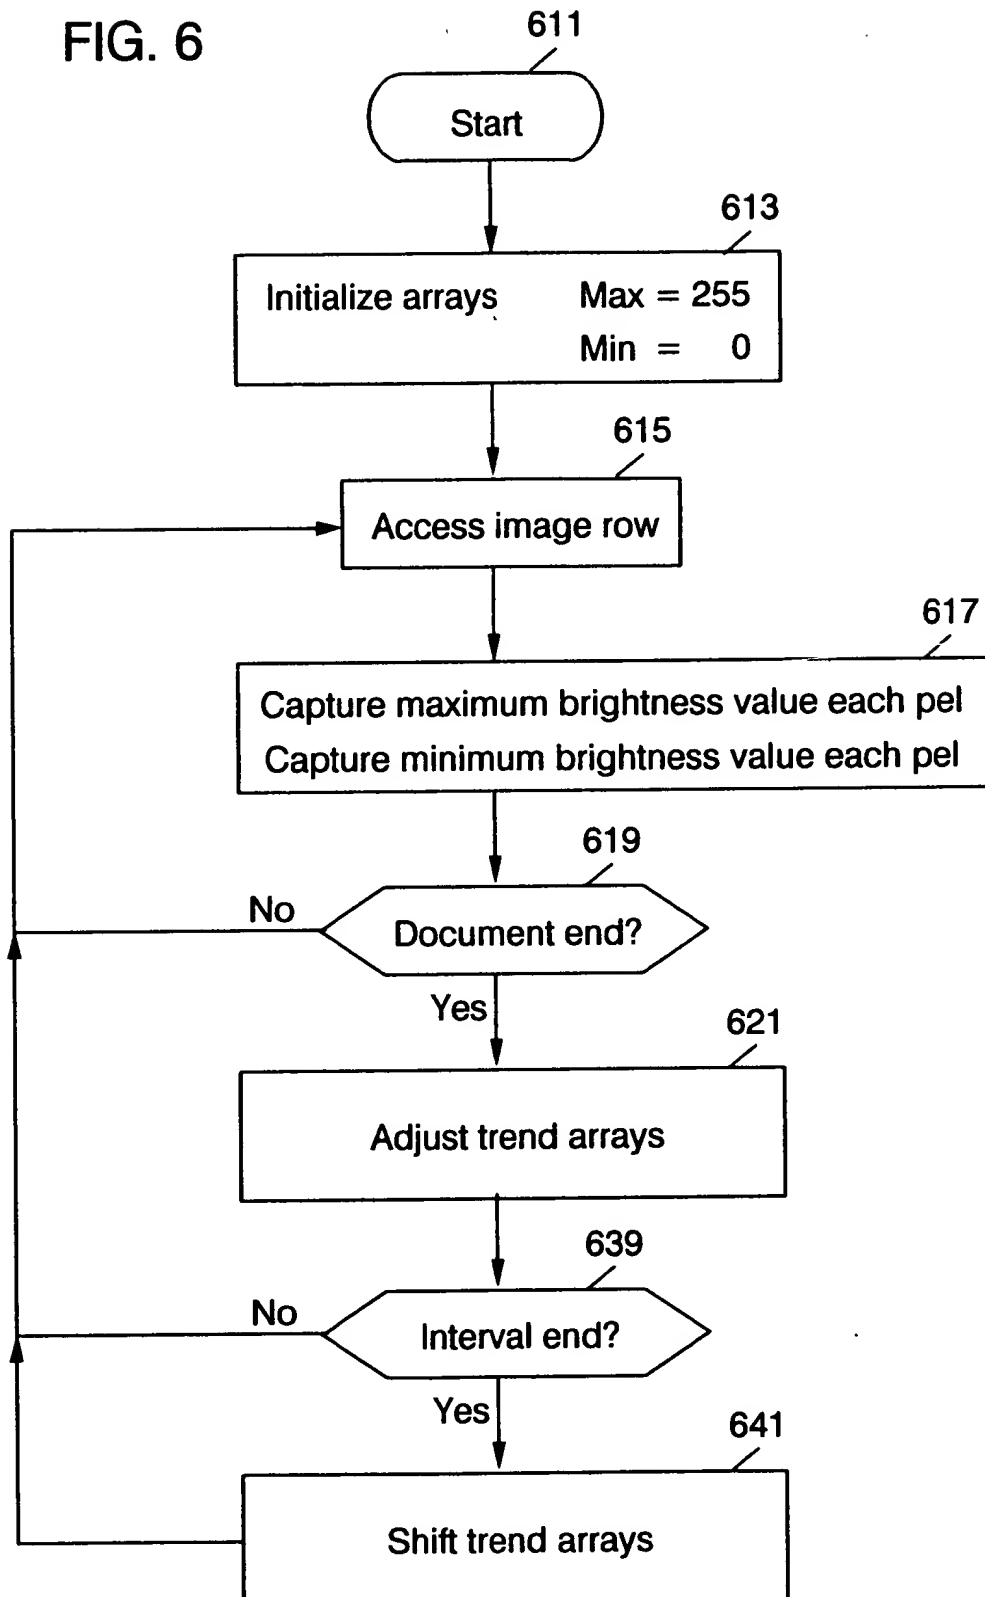 FIG. 6
611
Start
613
Initialize arrays Max = 255
Min = 0
615
Access image row
617
Capture maximum brightness value each pel
Capture minimum brightness value each pel
619
No
Document end?
Yes
621
Adjust trend arrays
639
No
Interval end?
Yes
641
Shift trend arrays